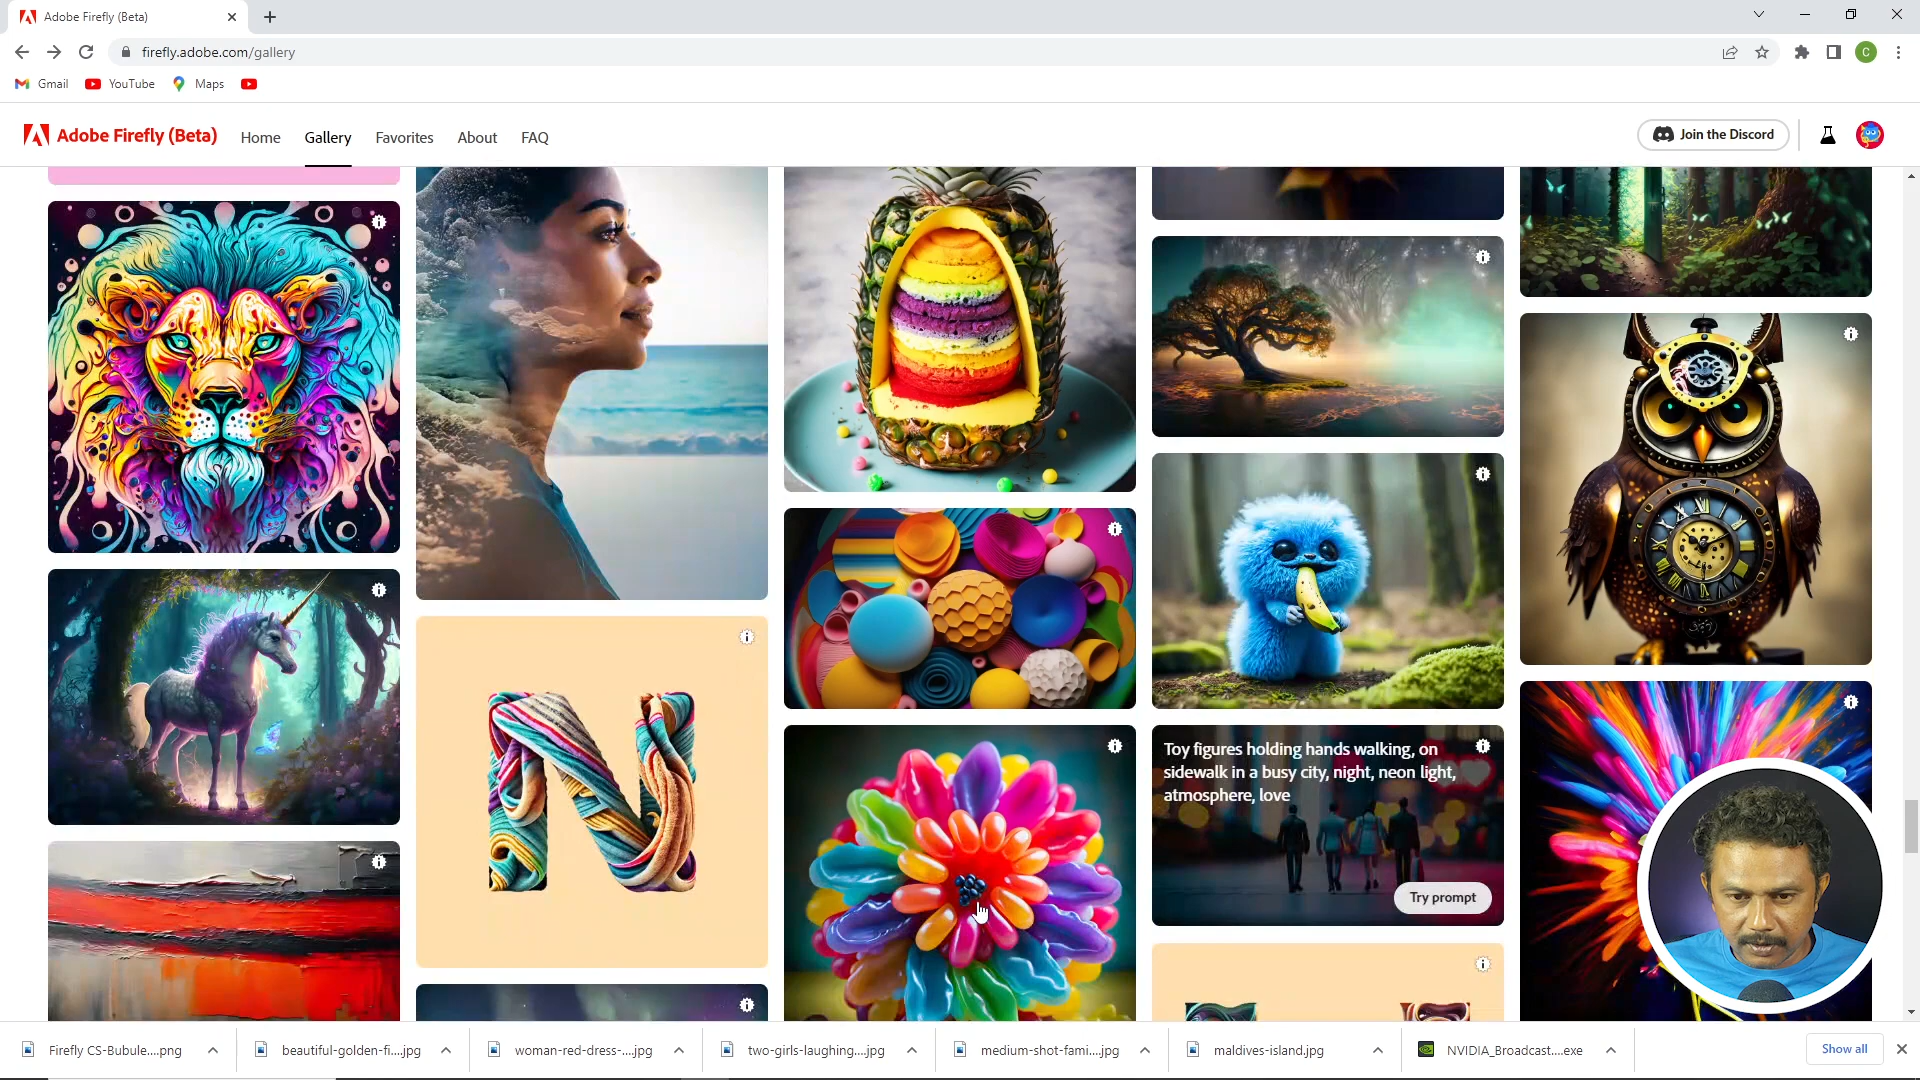 Adobe Firefly (Beta)
firefly.adobe.com/gallery
C
Gmail
YouTube
Maps
Adobe Firefly (Beta)
Home
Gallery
Favorites
About
FAQ
Join the Discord
N
Toy figures holding hands walking, on
sidewalk in a busy city, night, neon light,
atmosphere, love
Try prompt
Firefly CS-Bubule....png
beautiful-golden-fi....jpg
woman-red-dress-....jpg
two-girls-laughing....jpg
medium-shot-fami....jpg
maldives-island.jpg
NVIDIA_Broadcast....exe
Show all